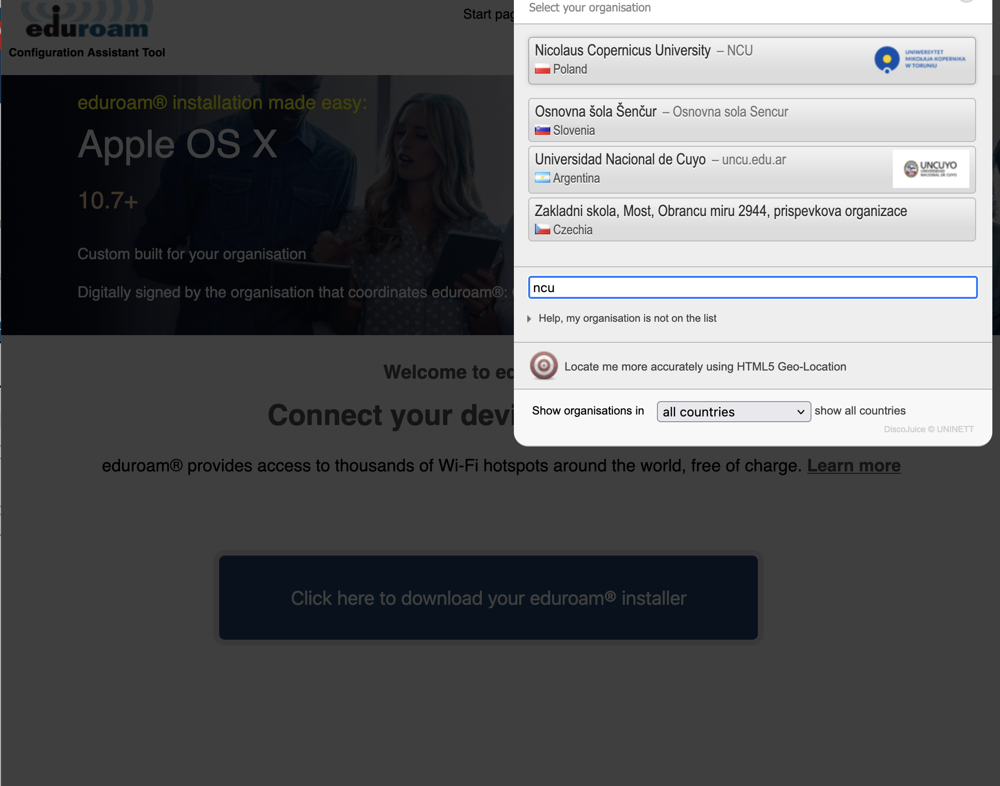 eduroam
Configuration Assistant Tool
Start pag
eduroam® installation made easy:
Apple OS X
10.7+
Custom built for your organisation
Digitally signed by the organisation that coordinates eduroam®:
Select your organisation
Nicolaus Copernicus University – NCU
Poland
UNIWERSYTET
MIKOŁAJA KOPERNIKA
W TORUNIU
Osnovna šola Šenčur – Osnovna sola Sencur
Slovenia
Universidad Nacional de Cuyo – uncu.edu.ar
Argentina
UNCUYO
UNIVERSIDAD
NACIONAL DE CUYO
Zakladni skola, Most, Obrancu miru 2944, prispevkova organizace
Czechia
ncu
Help, my organisation is not on the list
Locate me more accurately using HTML5 Geo-Location
Show organisations in all countries show all countries
DiscoJuice © UNINETT
Welcome to ed
Connect your devi
eduroam® provides access to thousands of Wi-Fi hotspots around the world, free of charge. Learn more
Click here to download your eduroam® installer